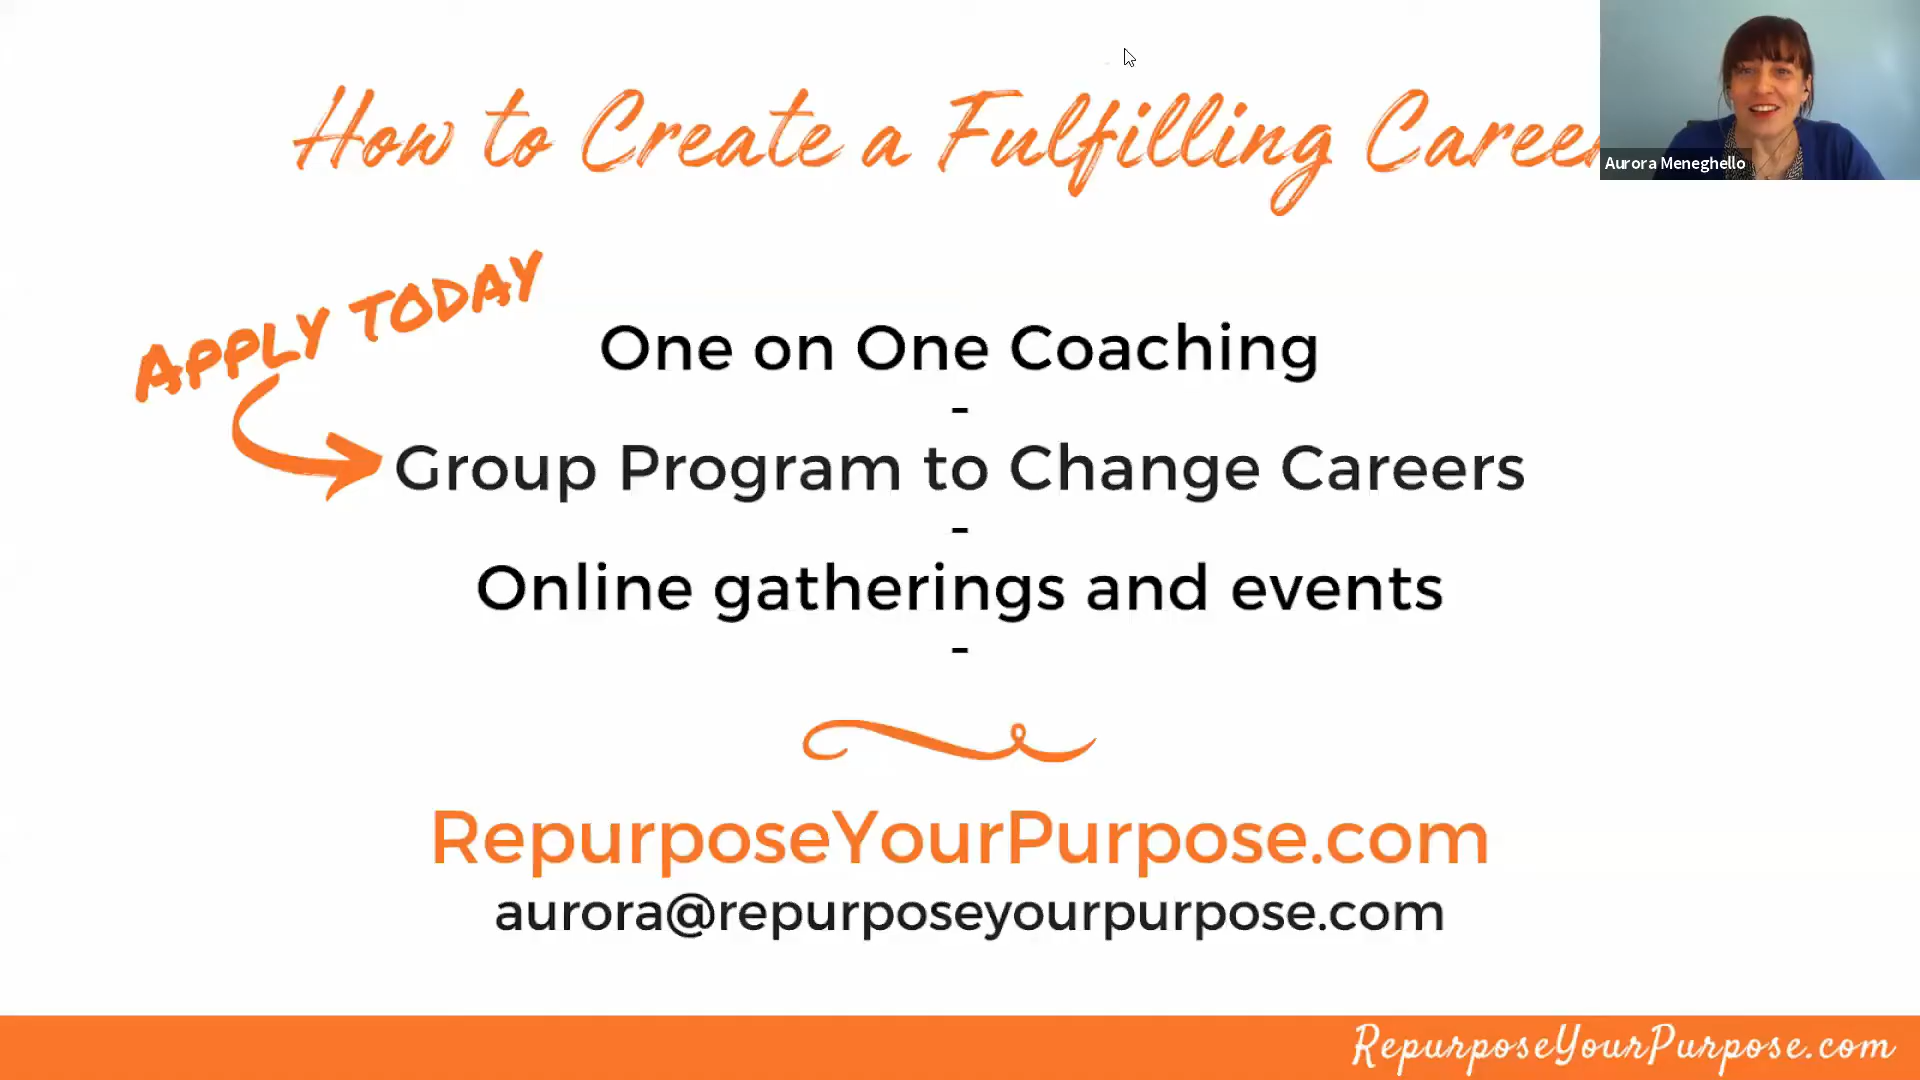 How to Create a Fulfilling Career
Aurora Meneghello
APPLY TODAY
One on One Coaching
-
Group Program to Change Careers
-
Online gatherings and events
-
RepurposeYourPurpose.com
aurora@repurposeyourpurpose.com
RepurposeYourPurpose.com